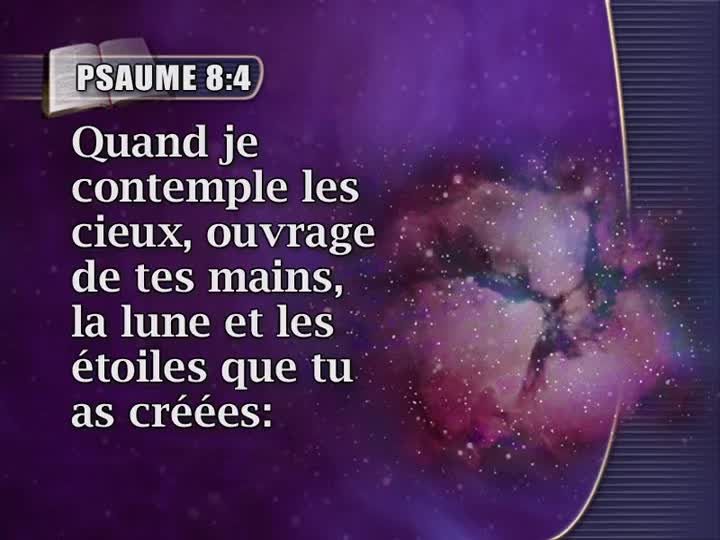 PSAUME 8:4
Quand je
contemple les
cieux, ouvrage
de tes mains,
la lune et les
étoiles que tu
as créées: